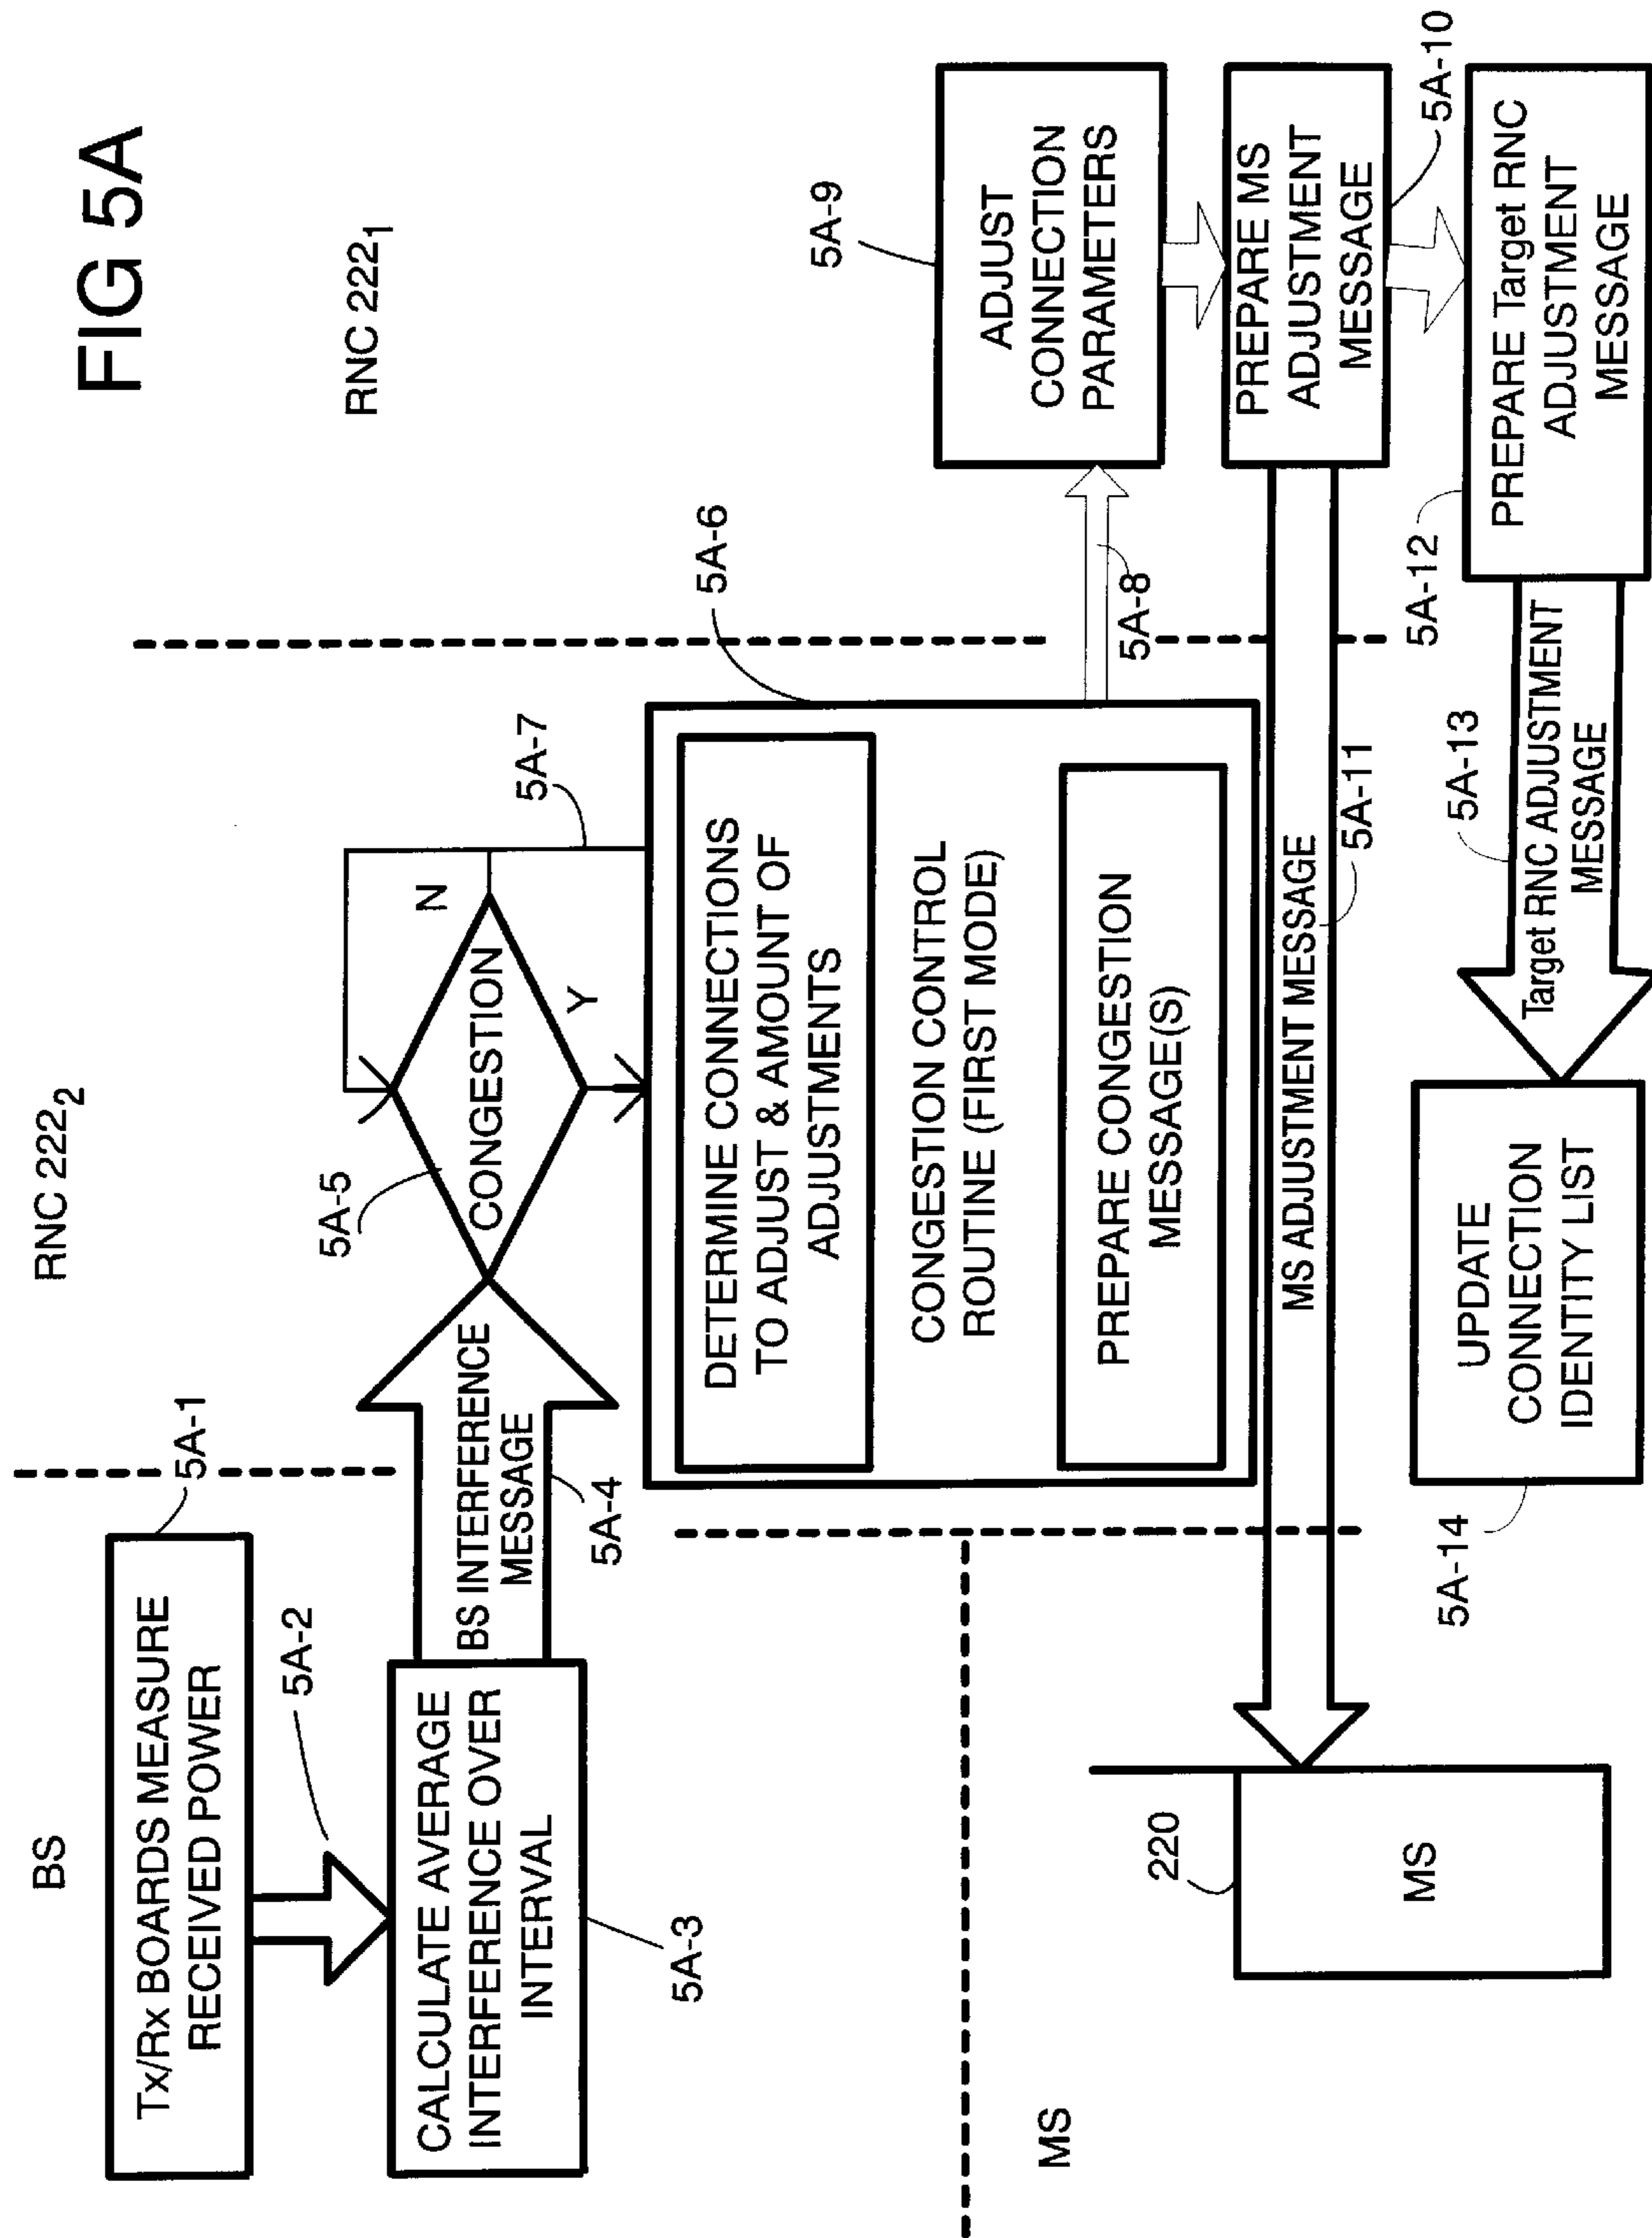 FIG 5A
BS
RNC 222₂
RNC 222₁
Tx/Rx BOARDS MEASURE
RECEIVED POWER
5A-1
5A-2
CALCULATE AVERAGE
INTERFERENCE OVER
INTERVAL
5A-3
BS INTERFERENCE
MESSAGE
5A-4
5A-5
CONGESTION
N
Y
5A-7
5A-6
DETERMINE CONNECTIONS
TO ADJUST & AMOUNT OF
ADJUSTMENTS
CONGESTION CONTROL
ROUTINE (FIRST MODE)
PREPARE CONGESTION
MESSAGE(S)
5A-8
5A-9
ADJUST
CONNECTION
PARAMETERS
PREPARE MS
ADJUSTMENT
MESSAGE
5A-10
MS ADJUSTMENT MESSAGE
5A-11
5A-12
PREPARE Target RNC
ADJUSTMENT
MESSAGE
5A-13
Target RNC ADJUSTMENT
MESSAGE
UPDATE
CONNECTION
IDENTITY LIST
5A-14
MS
220
MS